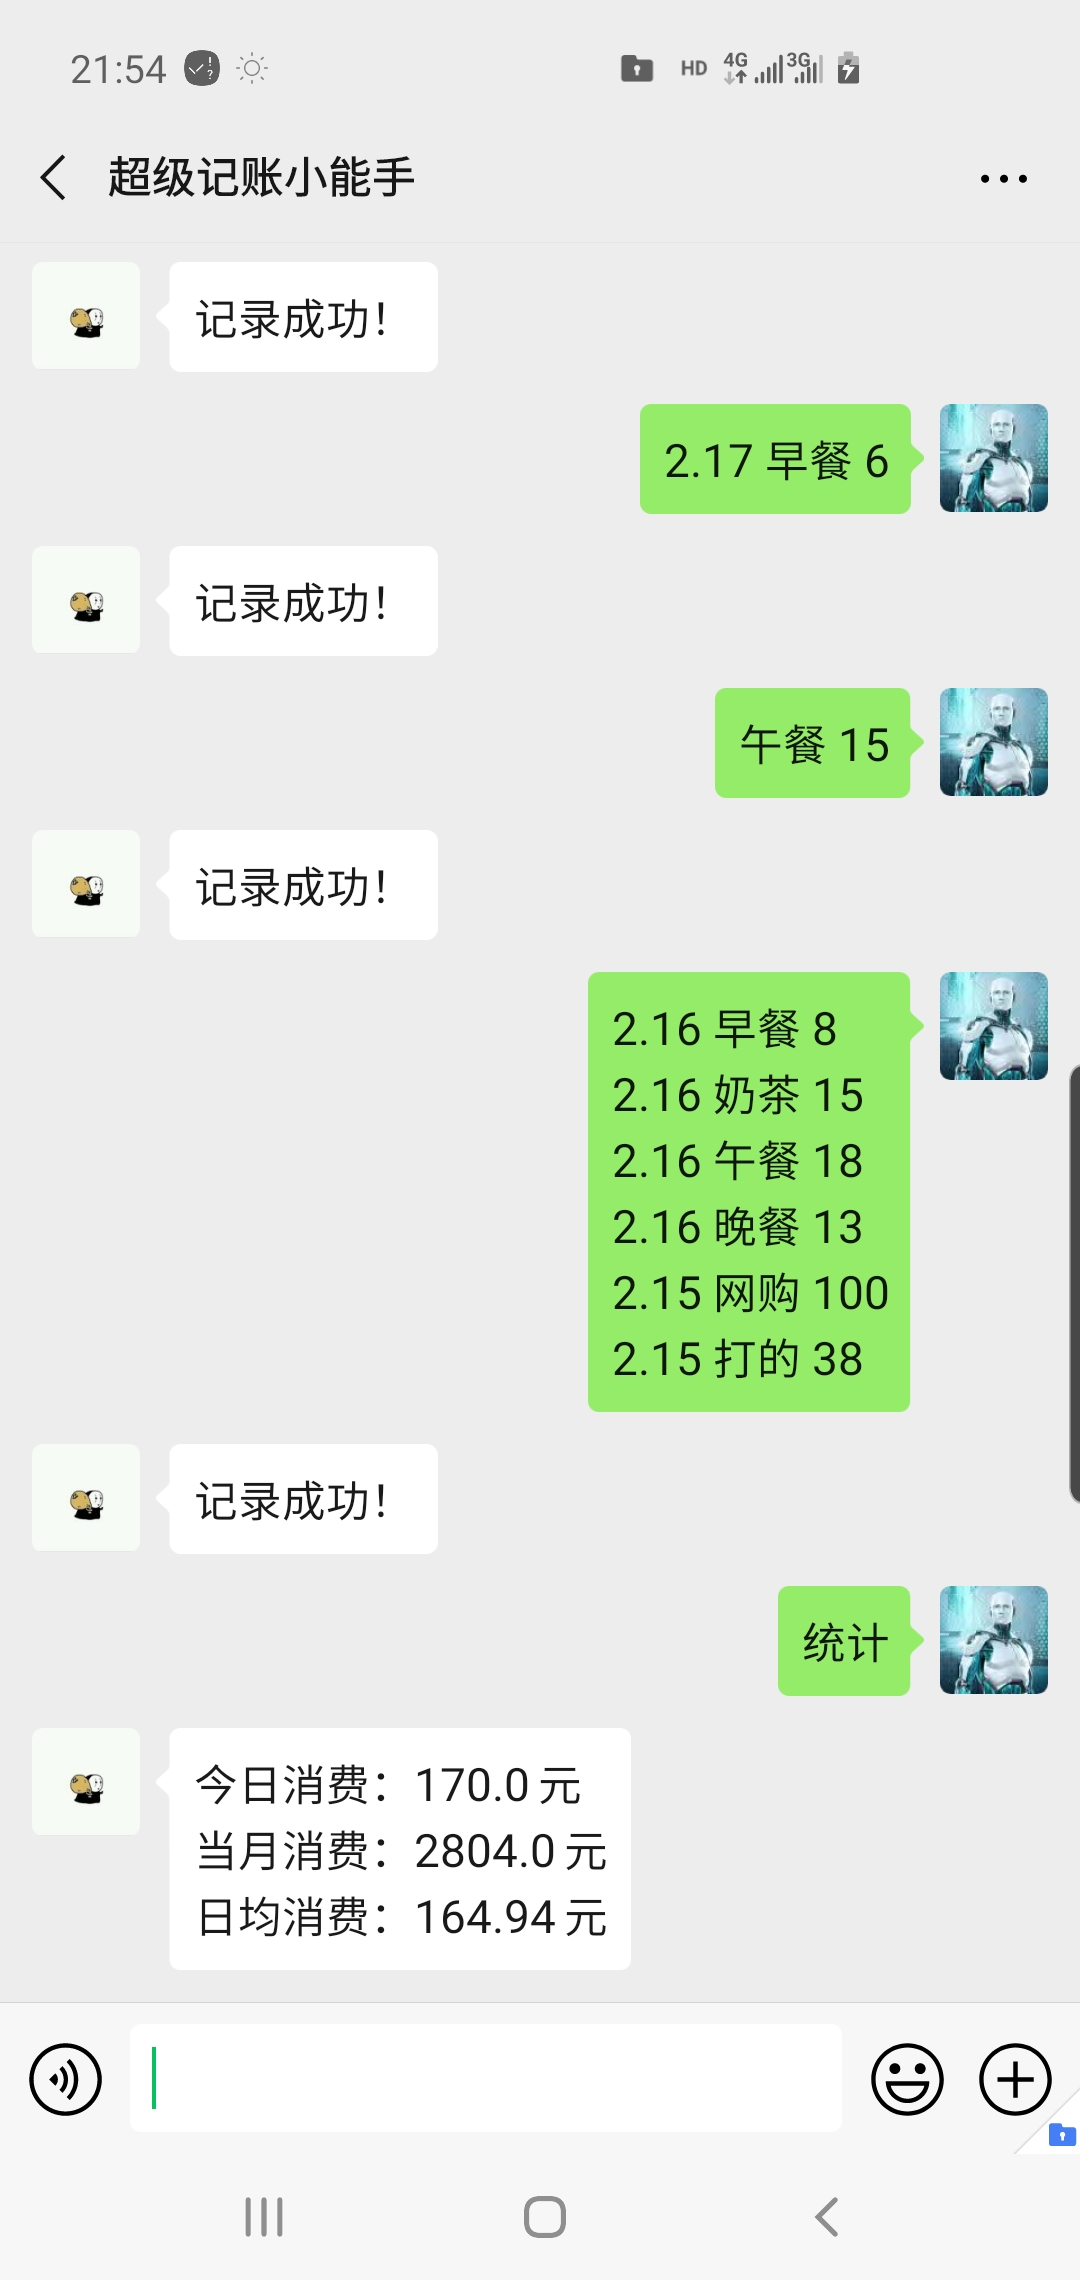 21:54
HD 4G 3G
超级记账小能手
记录成功！
2.17 早餐 6
记录成功！
午餐 15
记录成功！
2.16 早餐 8
2.16 奶茶 15
2.16 午餐 18
2.16 晚餐 13
2.15 网购 100
2.15 打的 38
记录成功！
统计
今日消费：170.0 元
当月消费：2804.0 元
日均消费：164.94 元